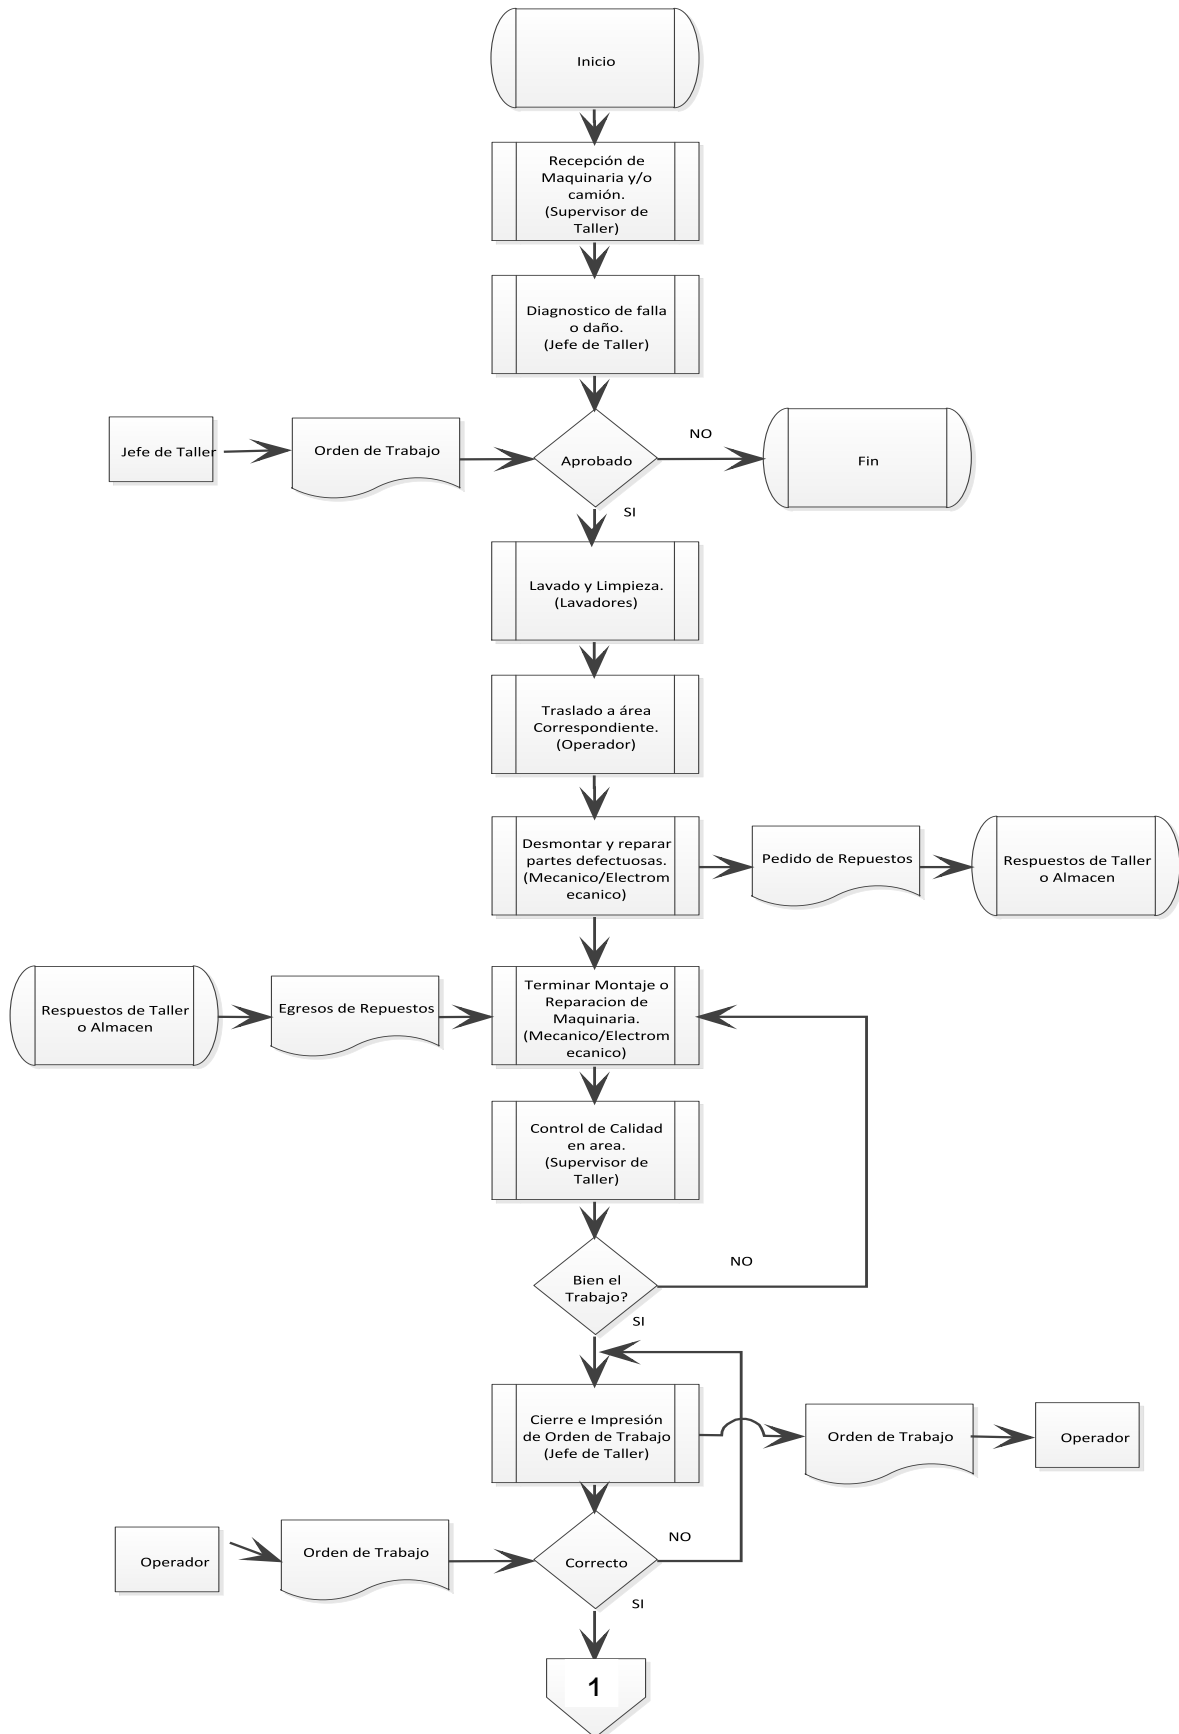 Inicio
Recepción de
Maquinaria y/o
camión.
(Supervisor de
Taller)
Diagnostico de falla
o daño.
(Jefe de Taller)
Jefe de Taller
Orden de Trabajo
Aprobado
NO
Fin
SI
Lavado y Limpieza.
(Lavadores)
Traslado a área
Correspondiente.
(Operador)
Desmontar y reparar
partes defectuosas.
(Mecanico/Electrom
ecanico)
Pedido de Repuestos
Respuestos de Taller
o Almacen
Respuestos de Taller
o Almacen
Egresos de Repuestos
Terminar Montaje o
Reparacion de
Maquinaria.
(Mecanico/Electrom
ecanico)
Control de Calidad
en area.
(Supervisor de
Taller)
Bien el
Trabajo?
NO
SI
Cierre e Impresión
de Orden de Trabajo
(Jefe de Taller)
Orden de Trabajo
Operador
Operador
Orden de Trabajo
Correcto
NO
SI
1